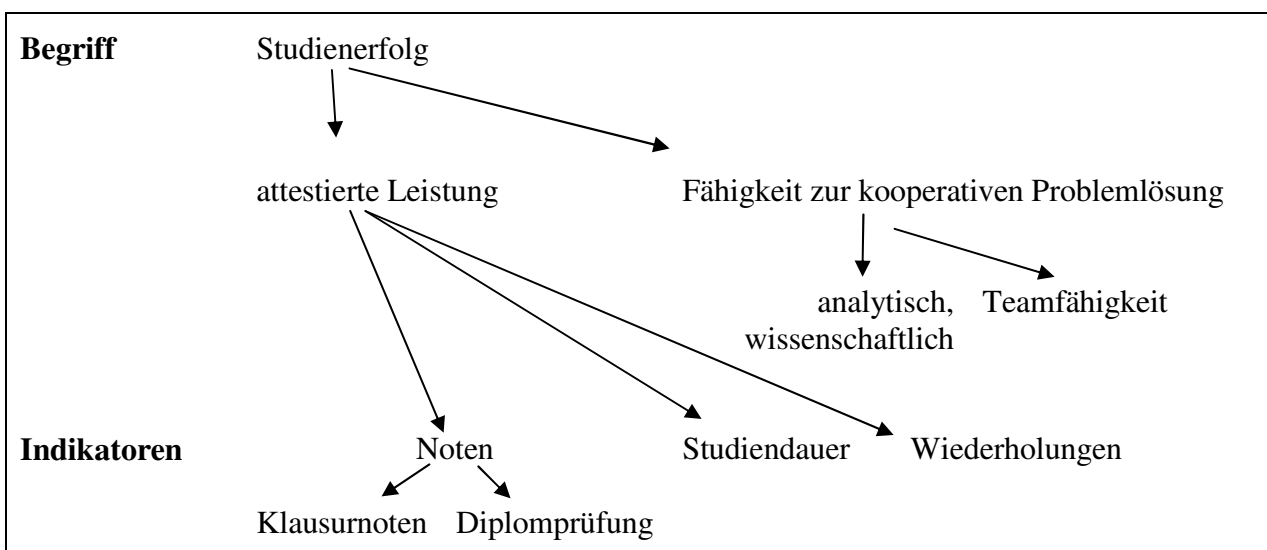 Begriff Studienerfolg
attestierte Leistung Fähigkeit zur kooperativen Problemlösung
analytisch, Teamfähigkeit
wissenschaftlich
Indikatoren Noten Studiendauer Wiederholungen
Klausurnoten Diplomprüfung